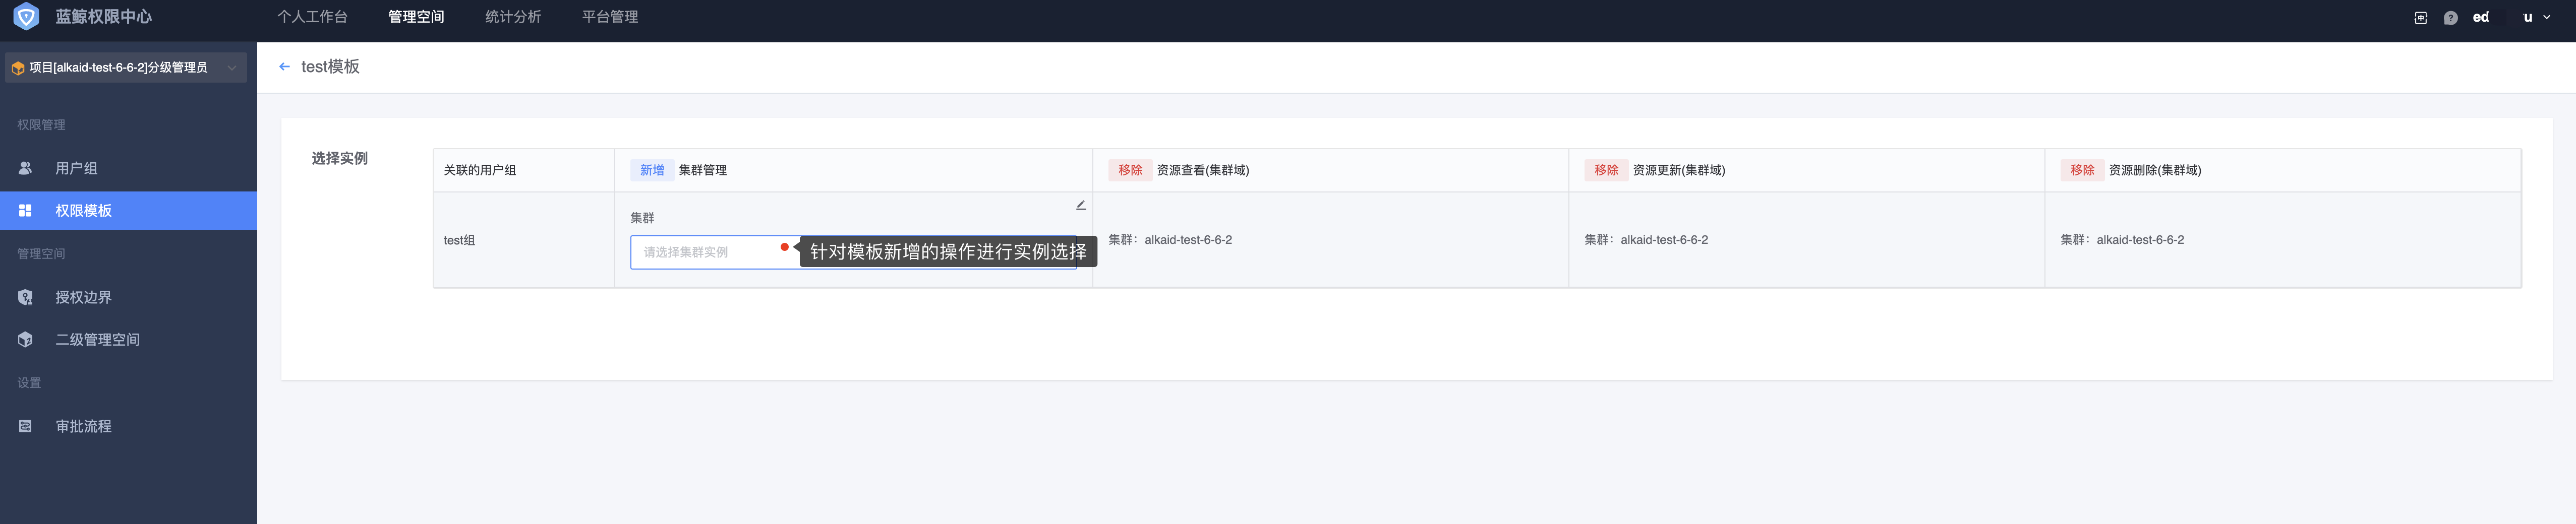 蓝鲸权限中心
个人工作台 管理空间 统计分析 平台管理
ed u
项目[alkaid-test-6-6-2]分级管理员
权限管理
用户组
权限模板
管理空间
授权边界
二级管理空间
设置
审批流程
test模板
选择实例
关联的用户组 新增 集群管理 移除 资源查看(集群域) 移除 资源更新(集群域) 移除 资源删除(集群域)
test组
集群
请选择集群实例
针对模板新增的操作进行实例选择
集群：alkaid-test-6-6-2
集群：alkaid-test-6-6-2
集群：alkaid-test-6-6-2